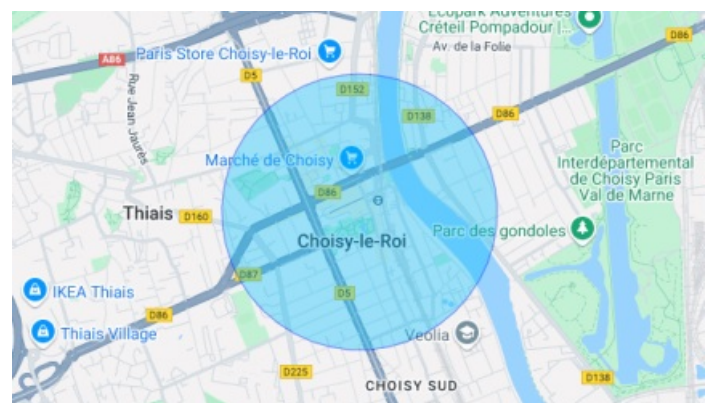 Ecopark Adventures
Créteil Pompadour |...
Av. de la Folie
D86
Paris Store Choisy-le-Roi
A86
D5
Rue Jean Jaurès
D152
D138
D86
Marché de Choisy
Parc
Interdépartemental
de Choisy Paris
Val de Marne
D86
Thiais
D160
Parc des gondoles
Choisy-le-Roi
D87
IKEA Thiais
D5
D86
Thiais Village
Veolia
D225
CHOISY SUD
D138